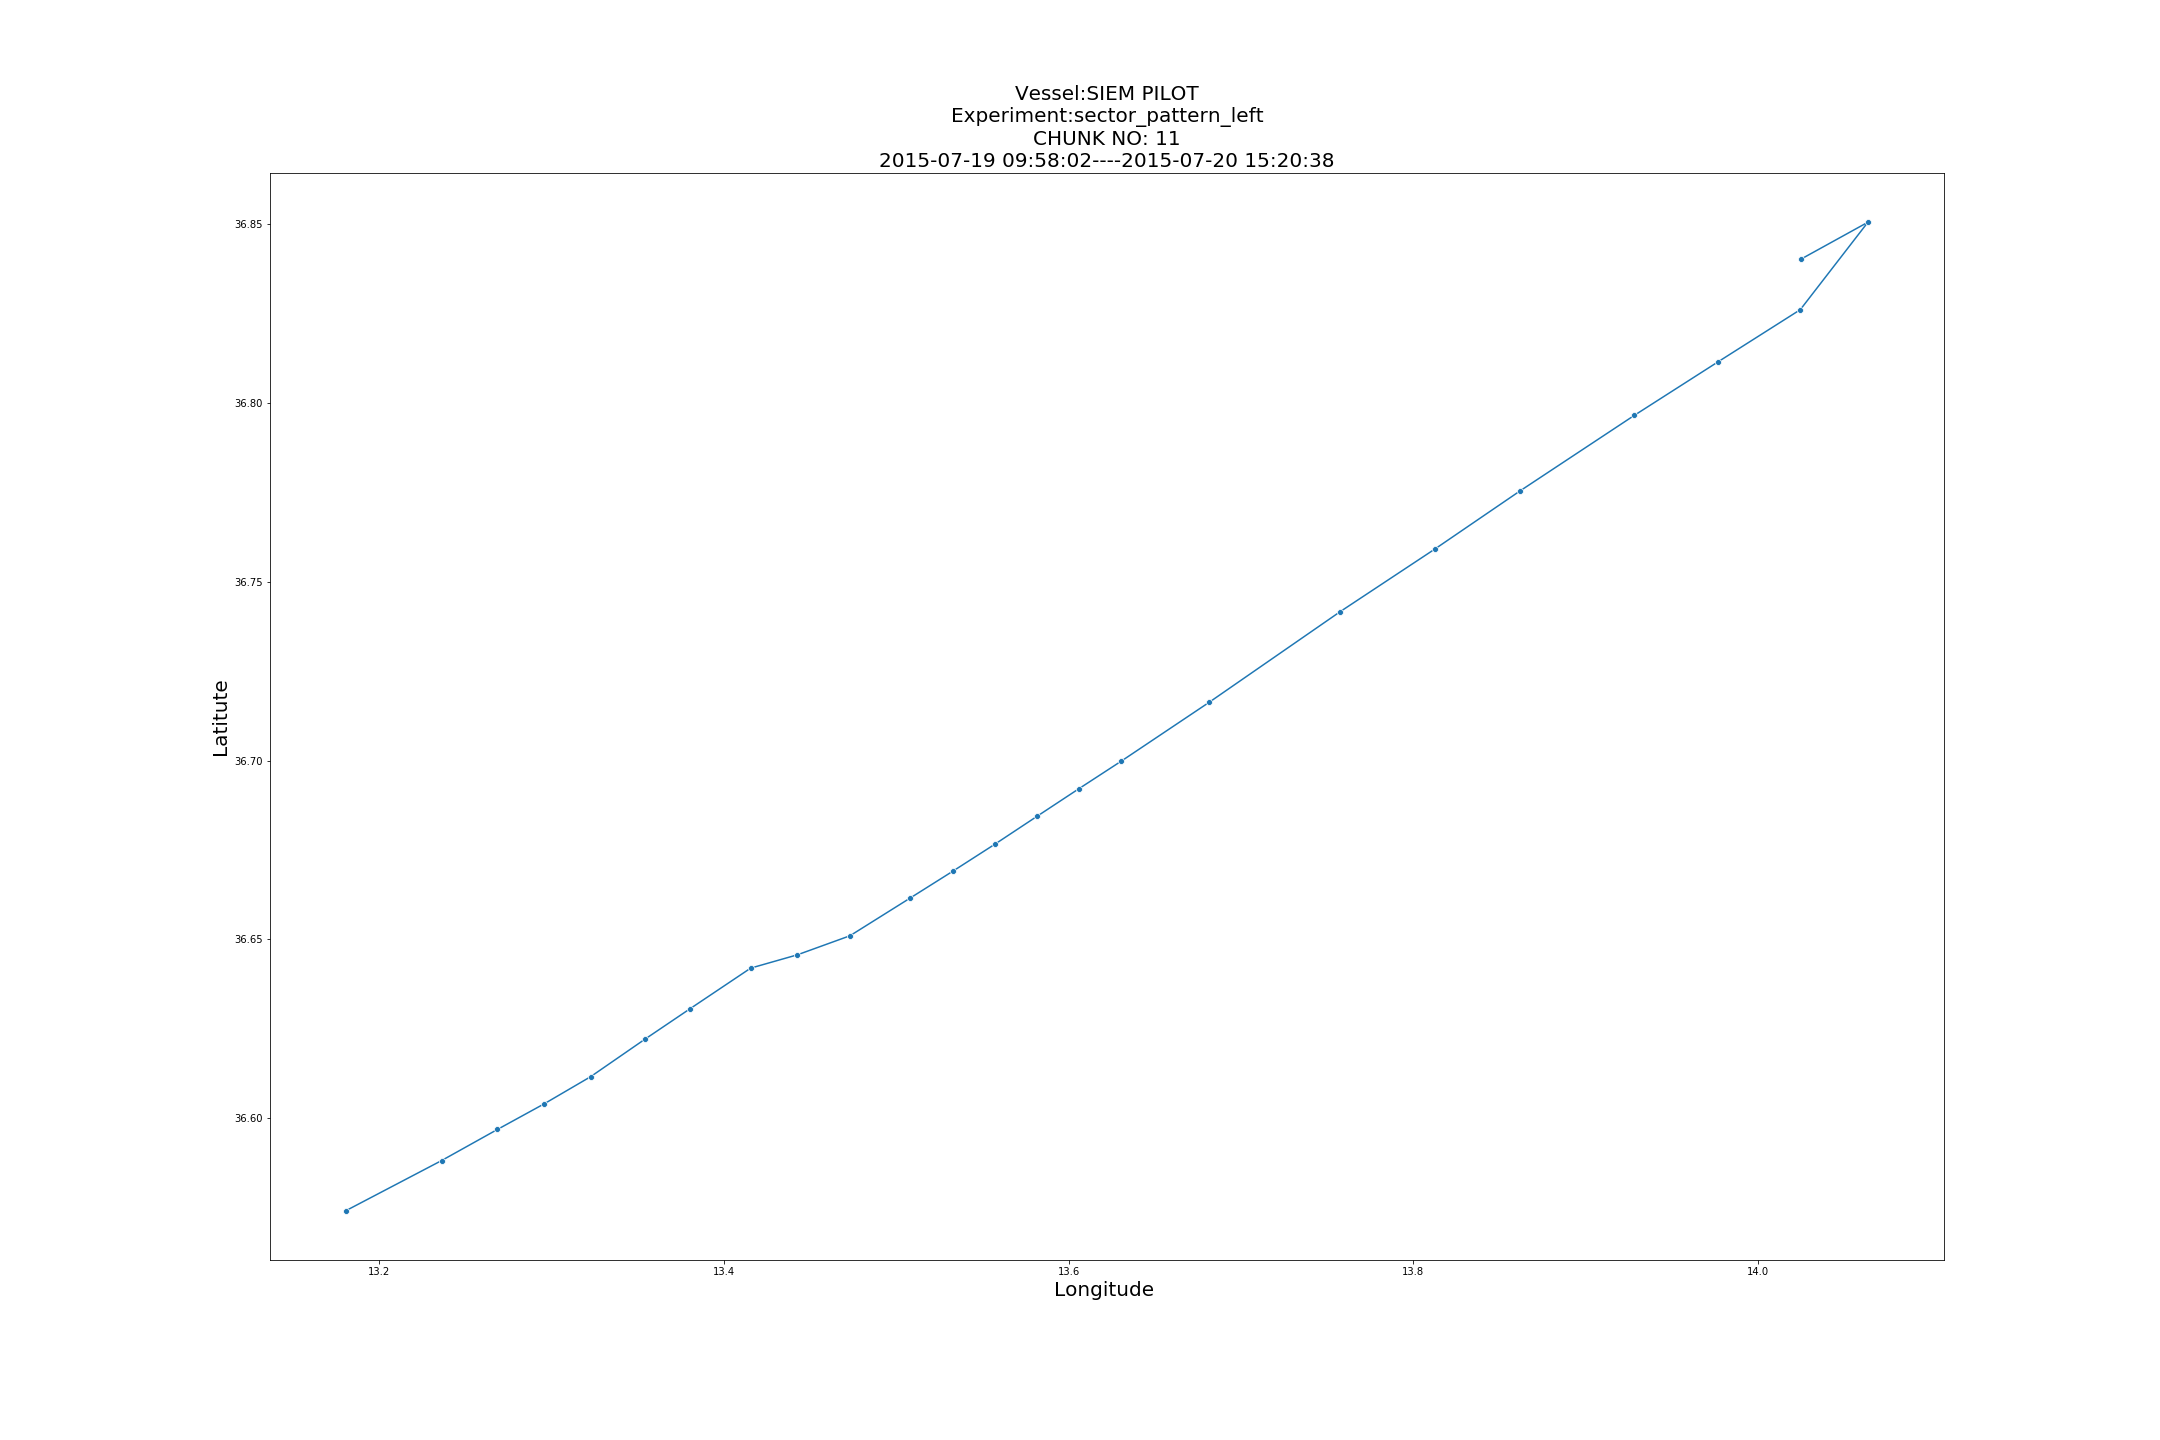 Vessel:SIEM PILOT
Experiment:sector_pattern_left
CHUNK NO: 11
2015-07-19 09:58:02----2015-07-20 15:20:38
36.85
36.80
36.75
36.70
36.65
36.60
Latitute
13.2
13.4
13.6
13.8
14.0
Longitude